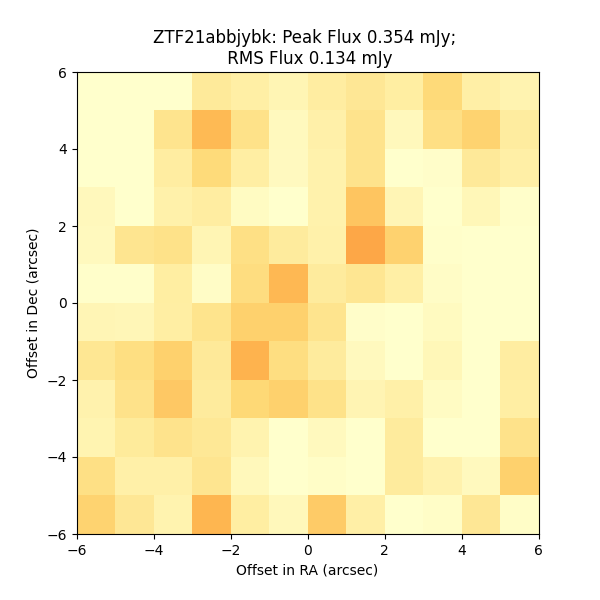 ZTF21abbjybk: Peak Flux 0.354 mJy;
RMS Flux 0.134 mJy
6
4
2
0
−2
−4
−6
Offset in Dec (arcsec)
−6 −4 −2 0 2 4 6
Offset in RA (arcsec)